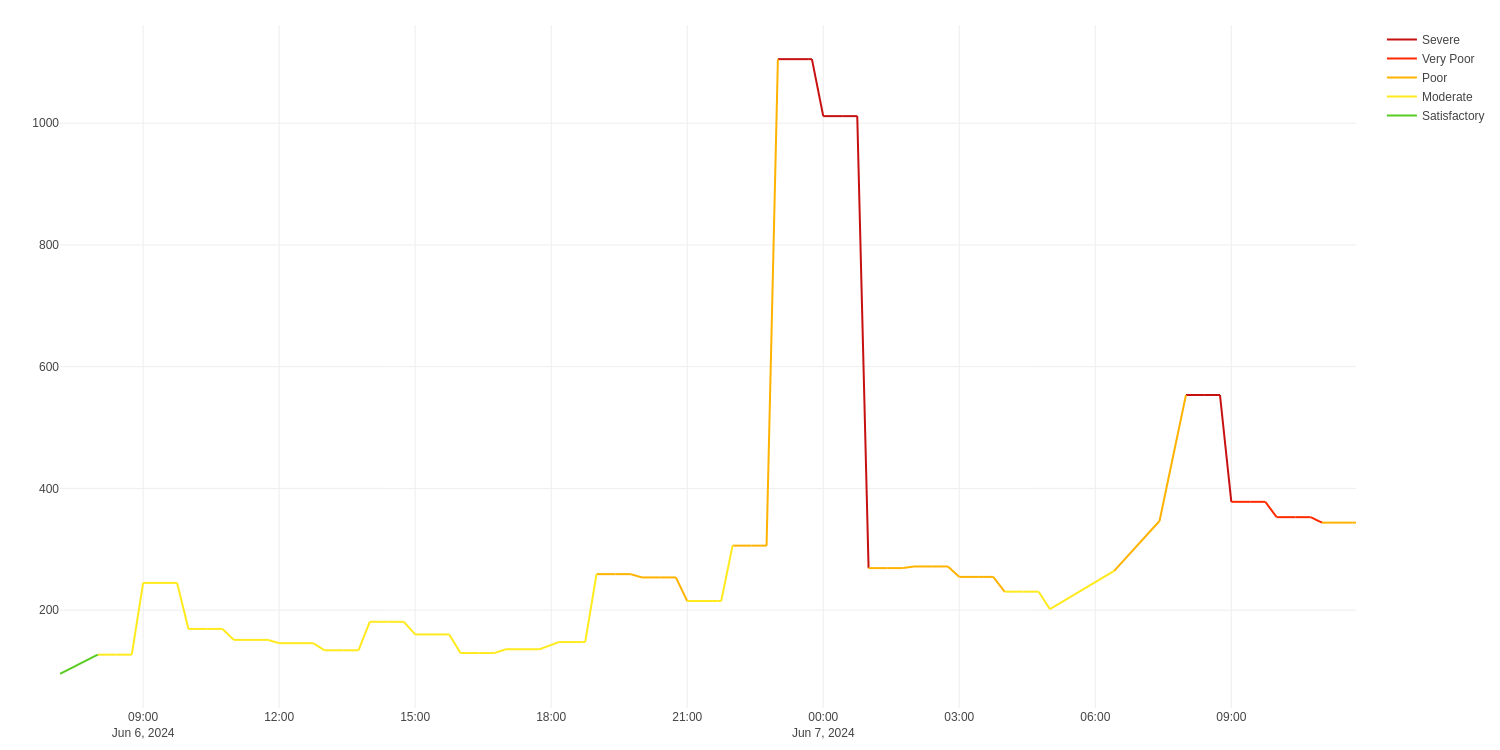 1000
800
600
400
200
09:00
Jun 6, 2024
12:00
15:00
18:00
21:00
00:00
Jun 7, 2024
03:00
06:00
09:00
Severe
Very Poor
Poor
Moderate
Satisfactory